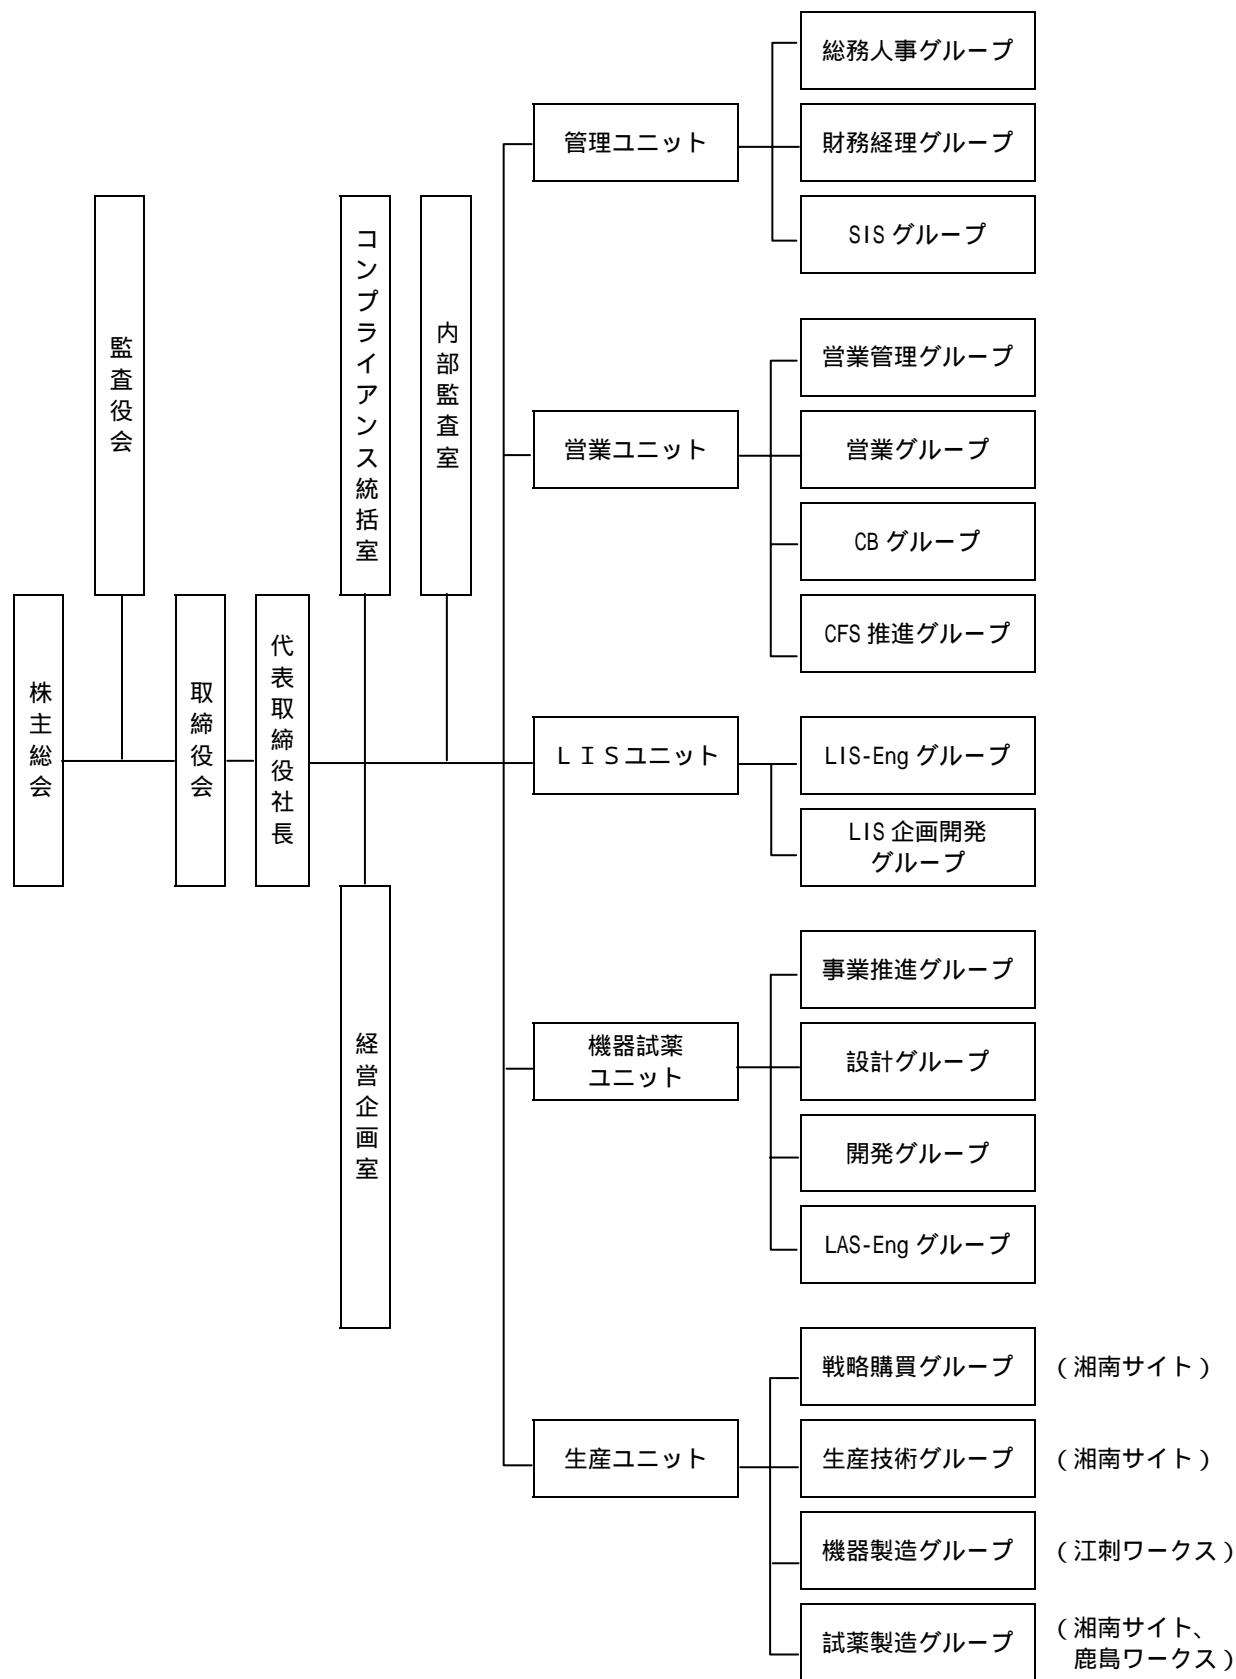 株主総会
監査役会
取締役会
代表取締役社長
コンプライアンス統括室
経営企画室
内部監査室
管理ユニット
総務人事グループ
財務経理グループ
SIS グループ
営業ユニット
営業管理グループ
営業グループ
CB グループ
CFS 推進グループ
ＬＩＳユニット
LIS-Eng グループ
LIS 企画開発
グループ
機器試薬
ユニット
事業推進グループ
設計グループ
開発グループ
LAS-Eng グループ
生産ユニット
戦略購買グループ
（湘南サイト）
生産技術グループ
（湘南サイト）
機器製造グループ
（江刺ワークス）
試薬製造グループ
（湘南サイト、
鹿島ワークス）